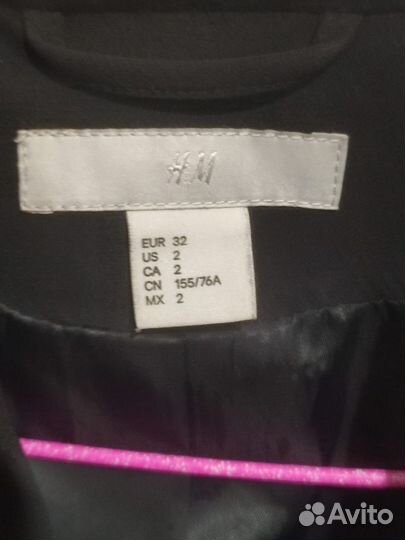 H&M
EUR 32
US 2
CA 2
CN 155/76A
MX 2
Avito